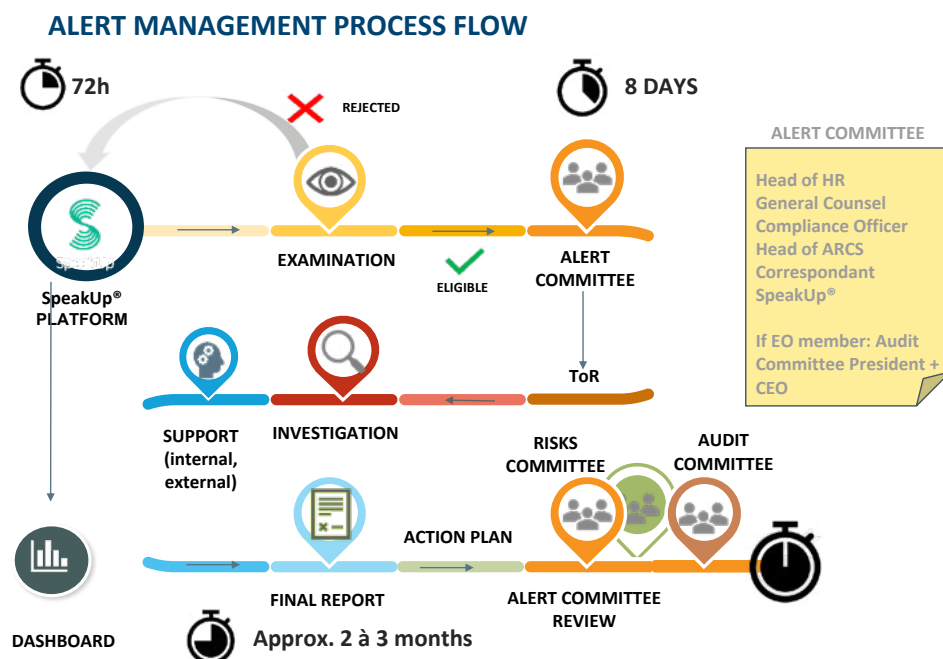 ALERT MANAGEMENT PROCESS FLOW
72h
REJECTED
8 DAYS
ALERT COMMITTEE
Head of HR
General Counsel
Compliance Officer
Head of ARCS
Correspondant
SpeakUp®
If EO member: Audit
Committee President +
CEO
SpeakUp
SpeakUp®
PLATFORM
EXAMINATION
ELIGIBLE
ALERT
COMMITTEE
ToR
SUPPORT
(internal,
external)
INVESTIGATION
RISKS
COMMITTEE
AUDIT
COMMITTEE
ACTION PLAN
FINAL REPORT
ALERT COMMITTEE
REVIEW
DASHBOARD
Approx. 2 à 3 months